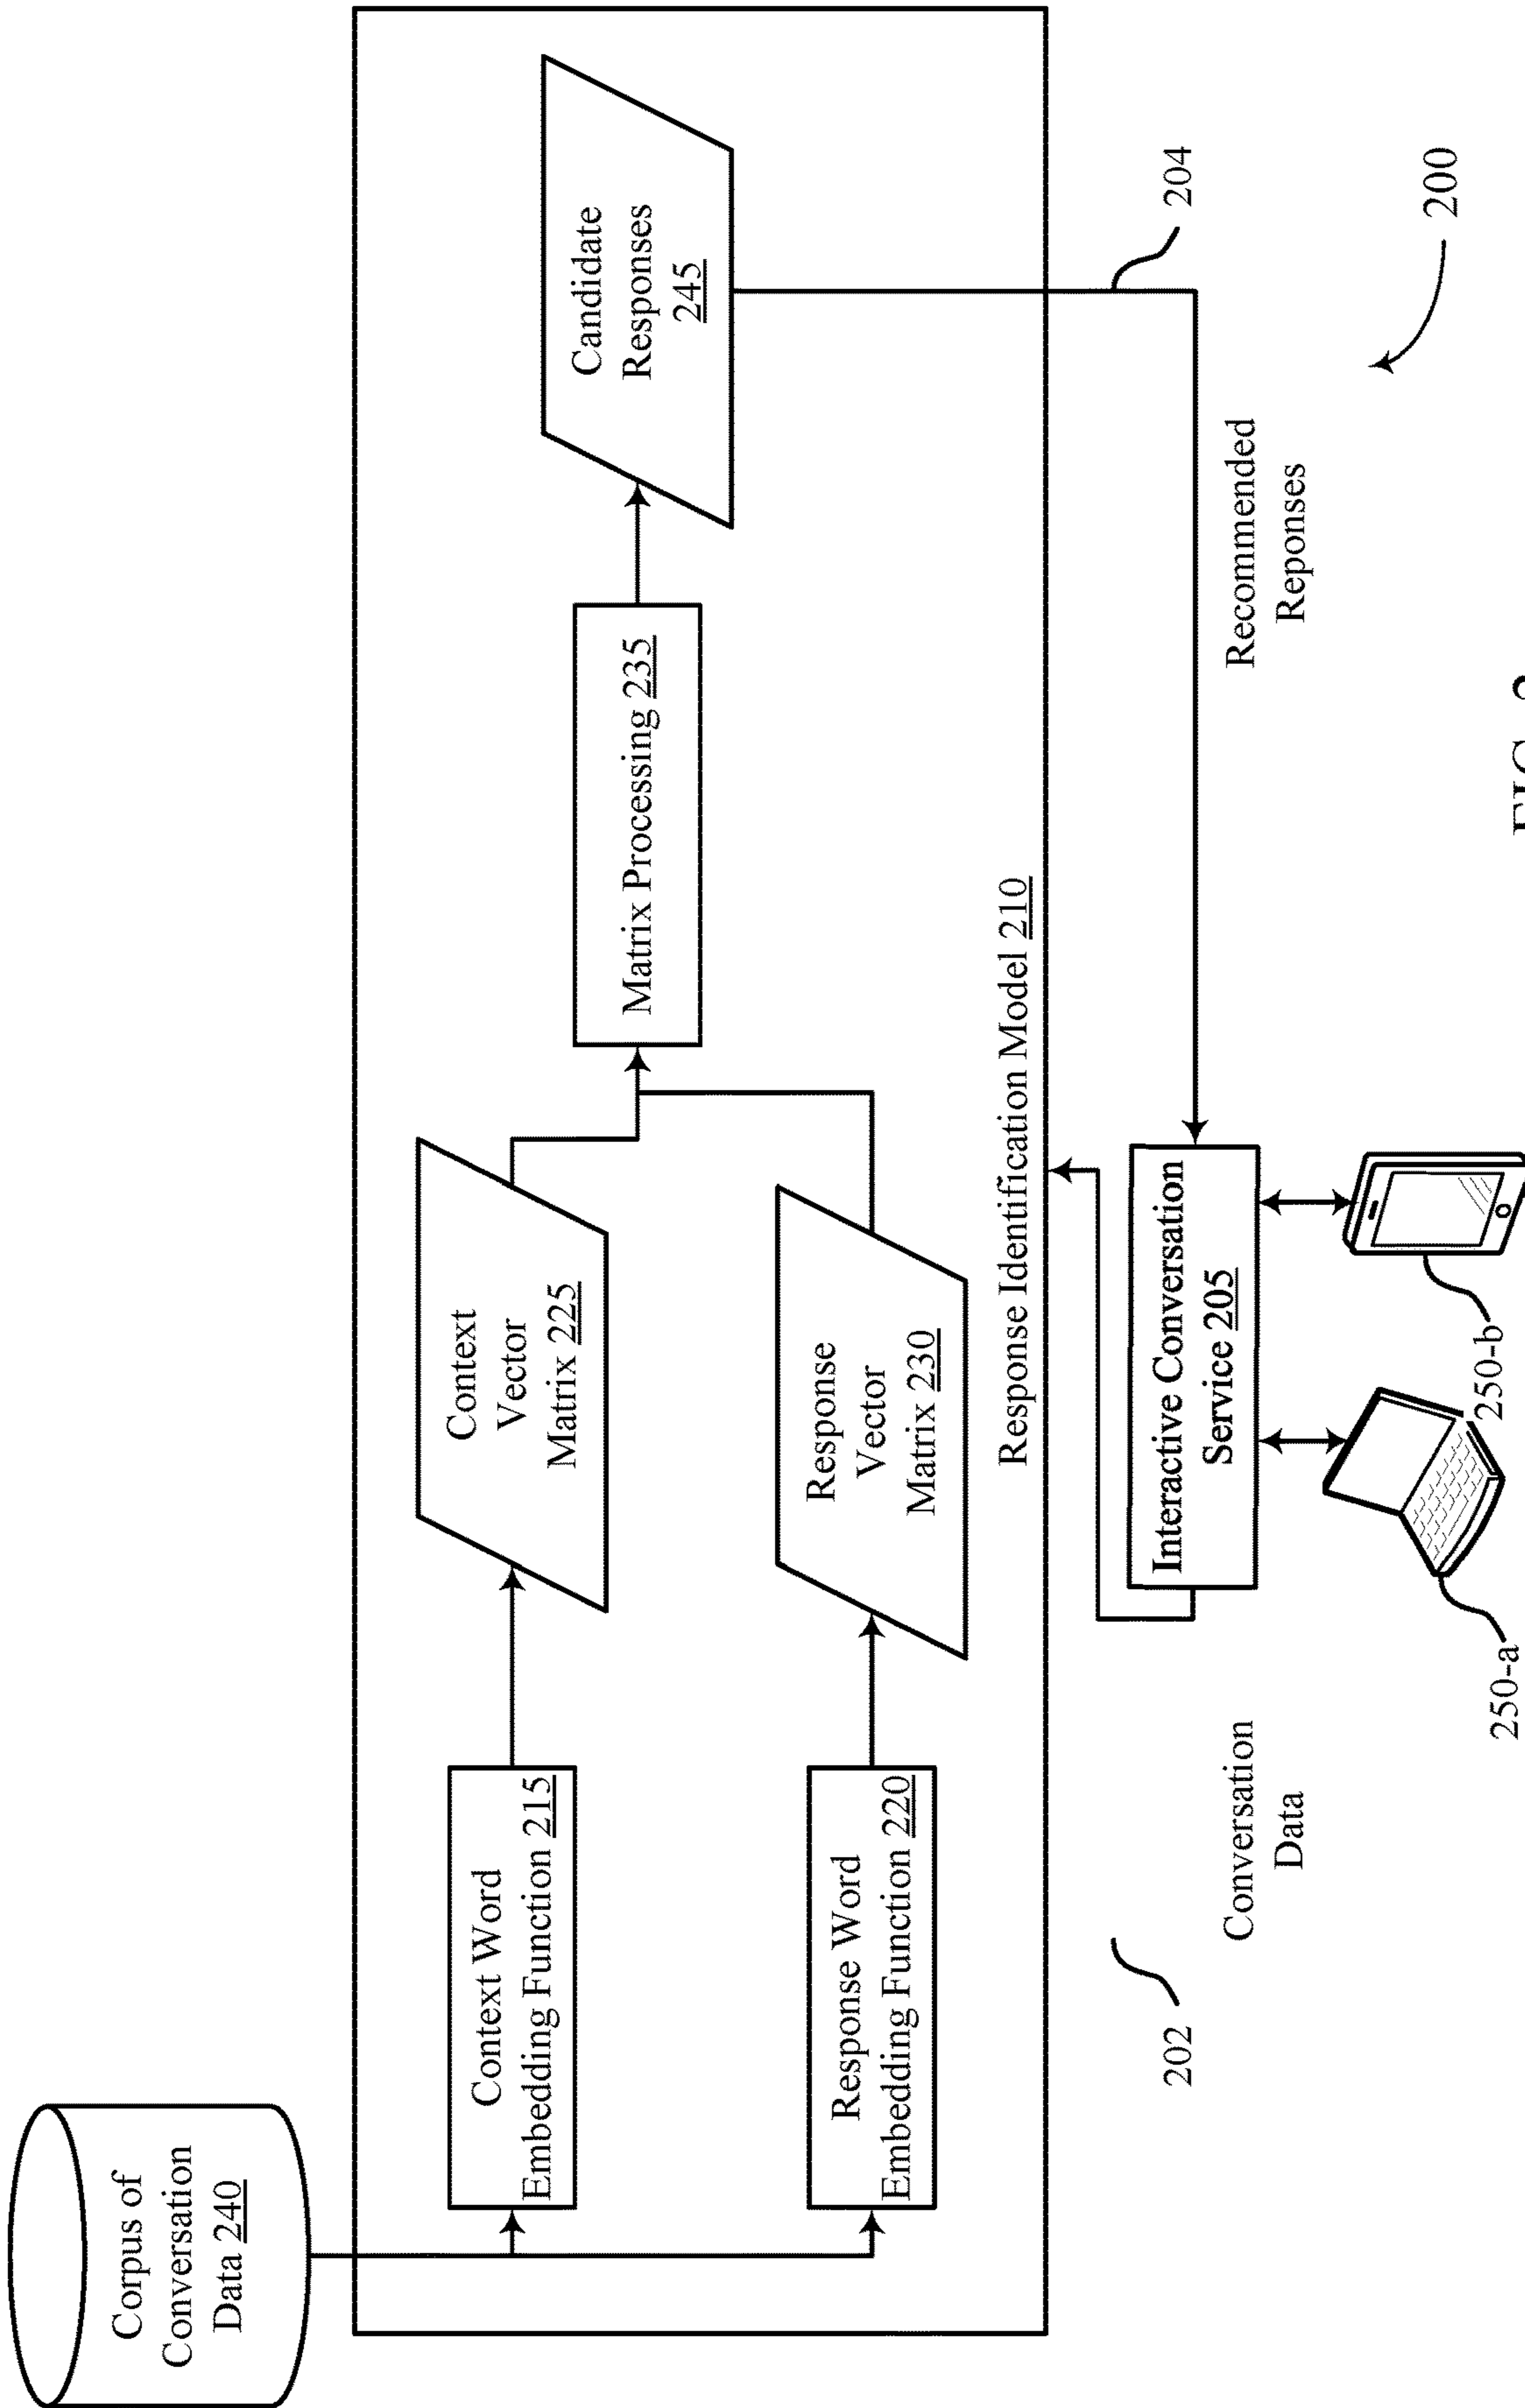 Corpus of
Conversation
Data 240
Context Word
Embedding Function 215
Context
Vector
Matrix 225
Response Word
Embedding Function 220
Response
Vector
Matrix 230
Matrix Processing 235
Candidate
Responses
245
Response Identification Model 210
202
204
Conversation
Data
Interactive Conversation
Service 205
Recommended
Reponses
250-a
250-b
200